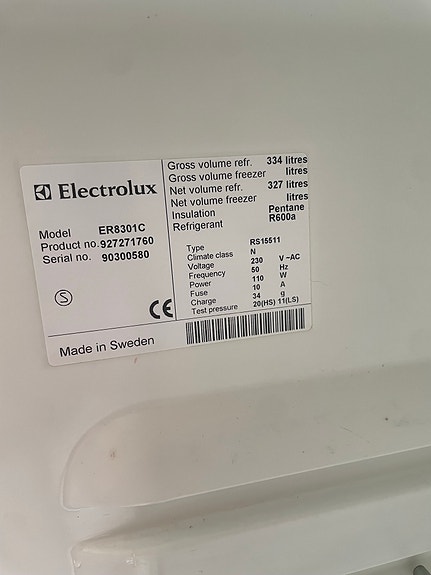 Electrolux
Model ER8301C
Product no. 927271760
Serial no. 90300580
S
CE
Made in Sweden
Gross volume refr. 334 litres
Gross volume freezer litres
Net volume refr. 327 litres
Net volume freezer litres
Insulation Pentane
Refrigerant R600a
Type RS15511
Climate class N
Voltage 230 V ~AC
Frequency 50 Hz
Power 110 W
Fuse 10 A
Charge 34 g
Test pressure 20(HS) 11(LS)